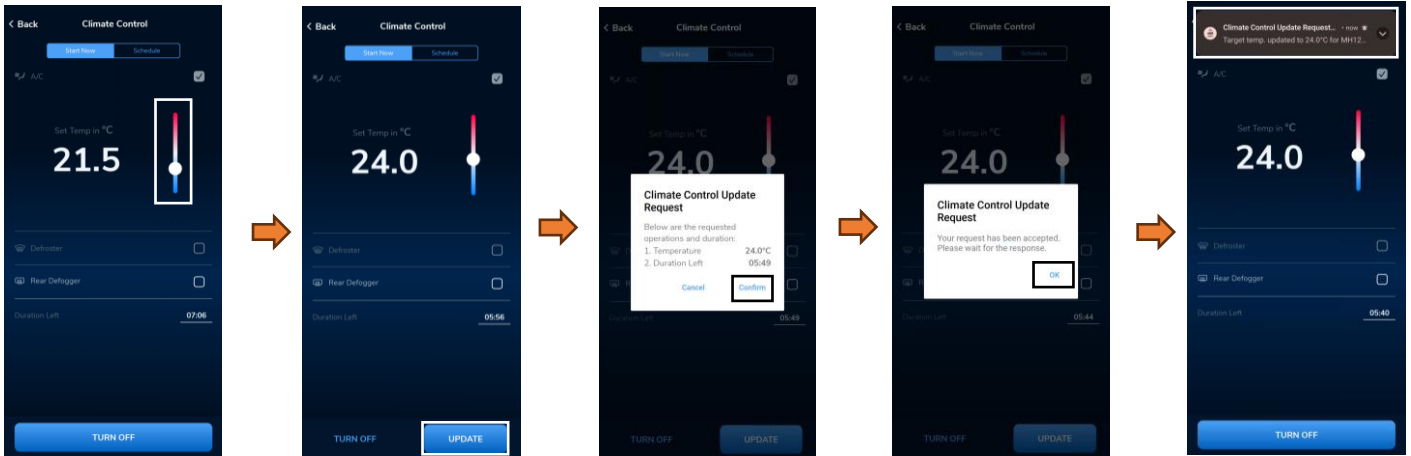 < Back Climate Control
Start Now Schedule
A/C
Set Temp in °C
21.5
Defroster
Rear Defogger
Duration Left 07:06
TURN OFF
< Back Climate Control
Start Now Schedule
A/C
Set Temp in °C
24.0
Defroster
Rear Defogger
Duration Left 05:56
TURN OFF UPDATE
< Back Climate Control
Start Now Schedule
A/C
Set Temp in °C
24.0
Climate Control Update
Request
Below are the requested
operations and duration:
1. Temperature 24.0°C
2. Duration Left 05:49
Cancel Confirm
Duration Left 05:49
TURN OFF UPDATE
< Back Climate Control
Start Now Schedule
A/C
Set Temp in °C
24.0
Climate Control Update
Request
Your request has been accepted.
Please wait for the response.
OK
Duration Left 05:44
TURN OFF UPDATE
Climate Control Update Request... • now
Target temp. updated to 24.0°C for MH12...
A/C
Set Temp in °C
24.0
Defroster
Rear Defogger
Duration Left 05:40
TURN OFF